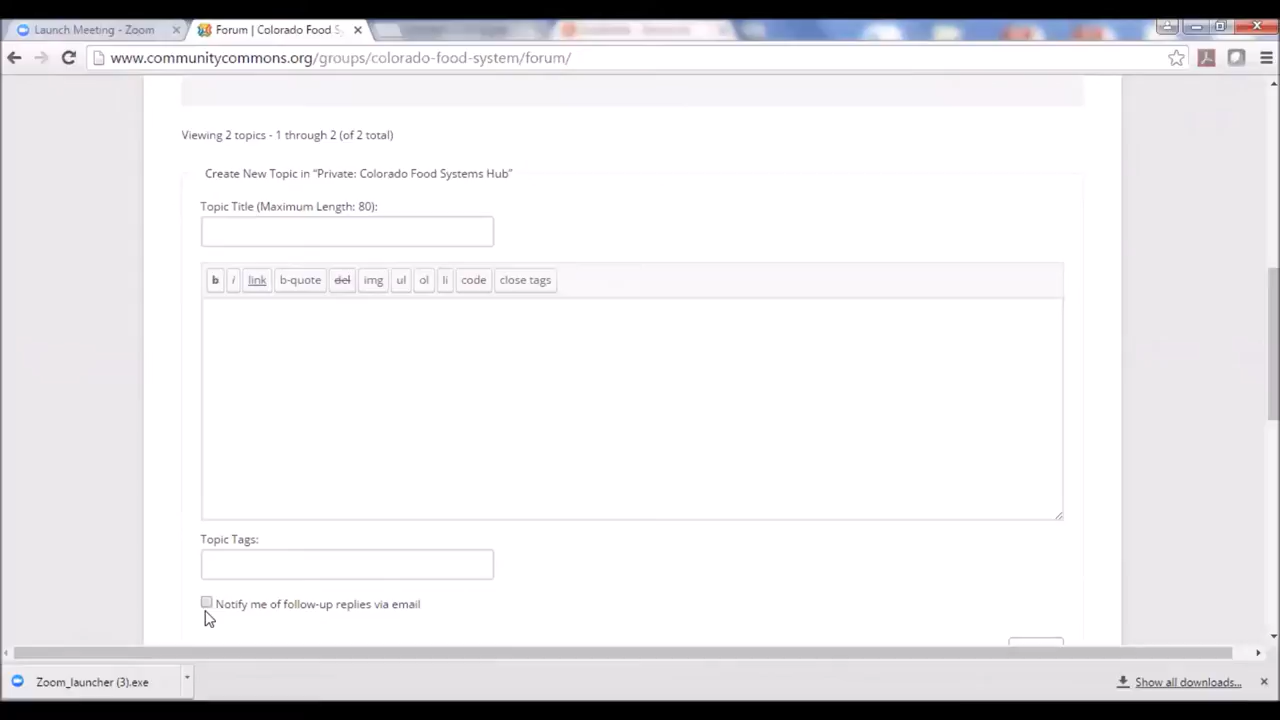 Launch Meeting - Zoom
Forum | Colorado Food S
www.communitycommons.org/groups/colorado-food-system/forum/
Viewing 2 topics - 1 through 2 (of 2 total)
Create New Topic in “Private: Colorado Food Systems Hub”
Topic Title (Maximum Length: 80):
b i link b-quote del img ul ol li code close tags
Topic Tags:
Notify me of follow-up replies via email
Zoom_launcher (3).exe
Show all downloads...